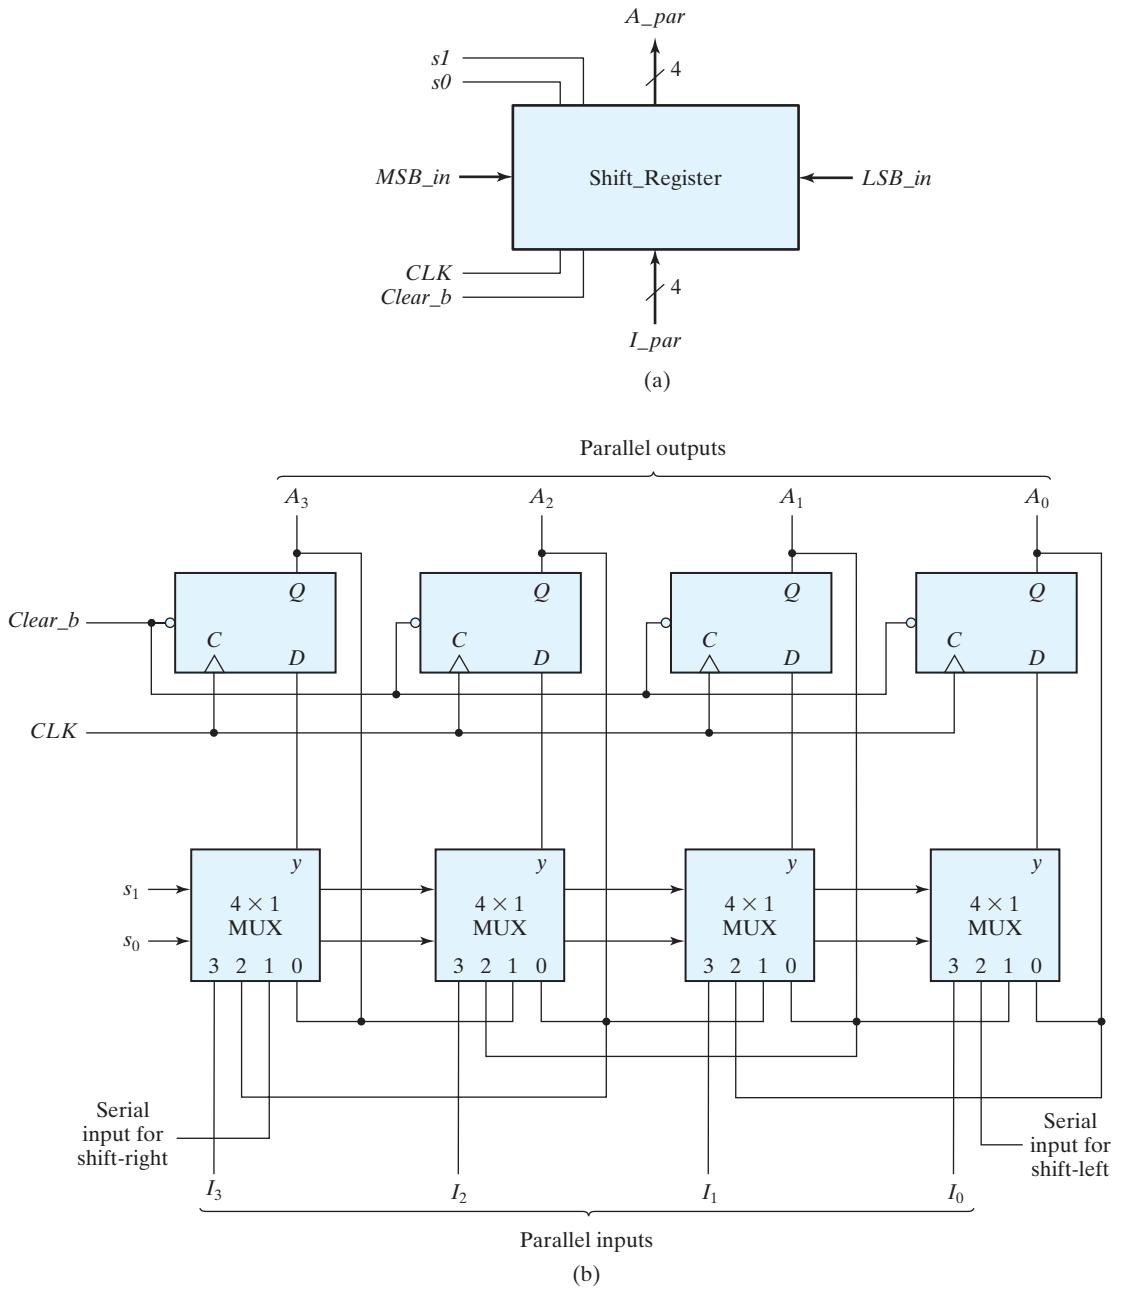 A_par
s1
4
s0
MSB_in
Shift_Register
LSB_in
CLK
4
Clear_b
I_par
(a)
Parallel outputs
A3 A2 A1 A0
Q Q Q Q
Clear_b
C C C C
D D D D
CLK
y y y y
s1
4 × 1 4 × 1 4 × 1 4 × 1
MUX MUX MUX MUX
s0
3 2 1 0 3 2 1 0 3 2 1 0 3 2 1 0
Serial
input for
shift-right
Serial
input for
shift-left
I3 I2 I1 I0
Parallel inputs
(b)